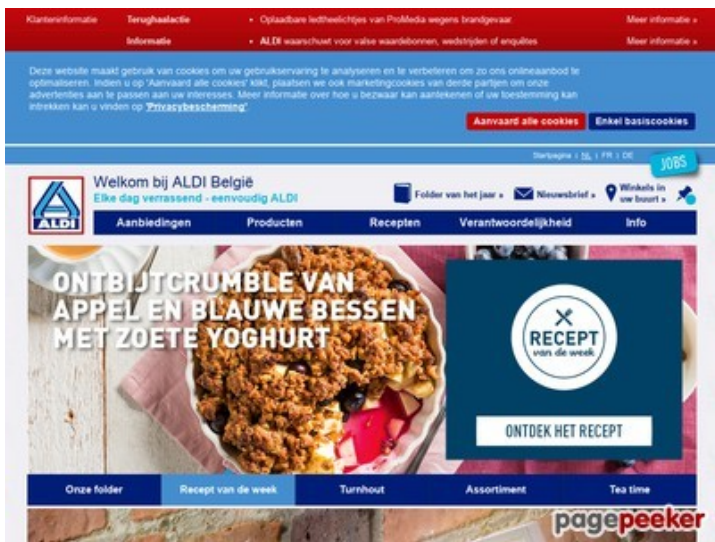 Klanteninformatie
Terughaalactie
• Oplaadbare ledtheelichtjes van ProMedia wegens brandgevaar.
Meer informatie »
Informatie
• ALDI waarschuwt voor valse waardebonnen, wedstrijden of enquêtes
Meer informatie »
Deze website maakt gebruik van cookies om uw gebruikservaring te analyseren en te verbeteren om zo ons onlineaanbod te
optimaliseren. Indien u op 'Aanvaard alle cookies' klikt, plaatsen we ook marketingcookies van derde partijen om onze
advertenties aan te passen aan uw interesses. Meer informatie over hoe u bezwaar kan aantekenen of uw toestemming kan
intrekken kan u vinden op 'Privacybescherming'.
Aanvaard alle cookies
Enkel basiscookies
Startpagina | NL | FR | DE
JOBS
ALDI
Welkom bij ALDI België
Elke dag verrassend - eenvoudig ALDI
Folder van het jaar »
Nieuwsbrief »
Winkels in
uw buurt »
Aanbiedingen
Producten
Recepten
Verantwoordelijkheid
Info
ONTBIJTCRUMBLE VAN
APPEL EN BLAUWE BESSEN
MET ZOETE YOGHURT
RECEPT
van de week
ONTDEK HET RECEPT
Onze folder
Recept van de week
Turnhout
Assortiment
Tea time
pagepeeker